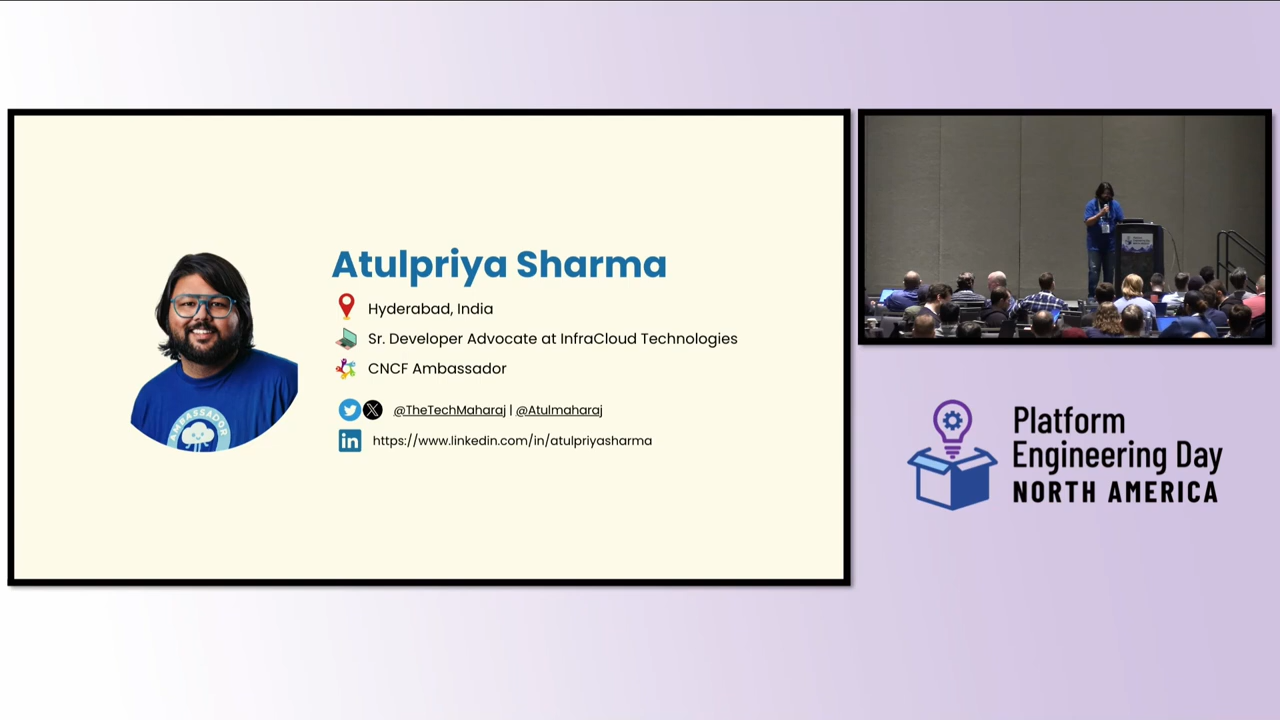 Atulpriya Sharma
Hyderabad, India
Sr. Developer Advocate at InfraCloud Technologies
CNCF Ambassador
@TheTechMaharaj | @Atulmaharaj
https://www.linkedin.com/in/atulpriyasharma
AMBASSADOR
Platform
Engineering Day
NORTH AMERICA